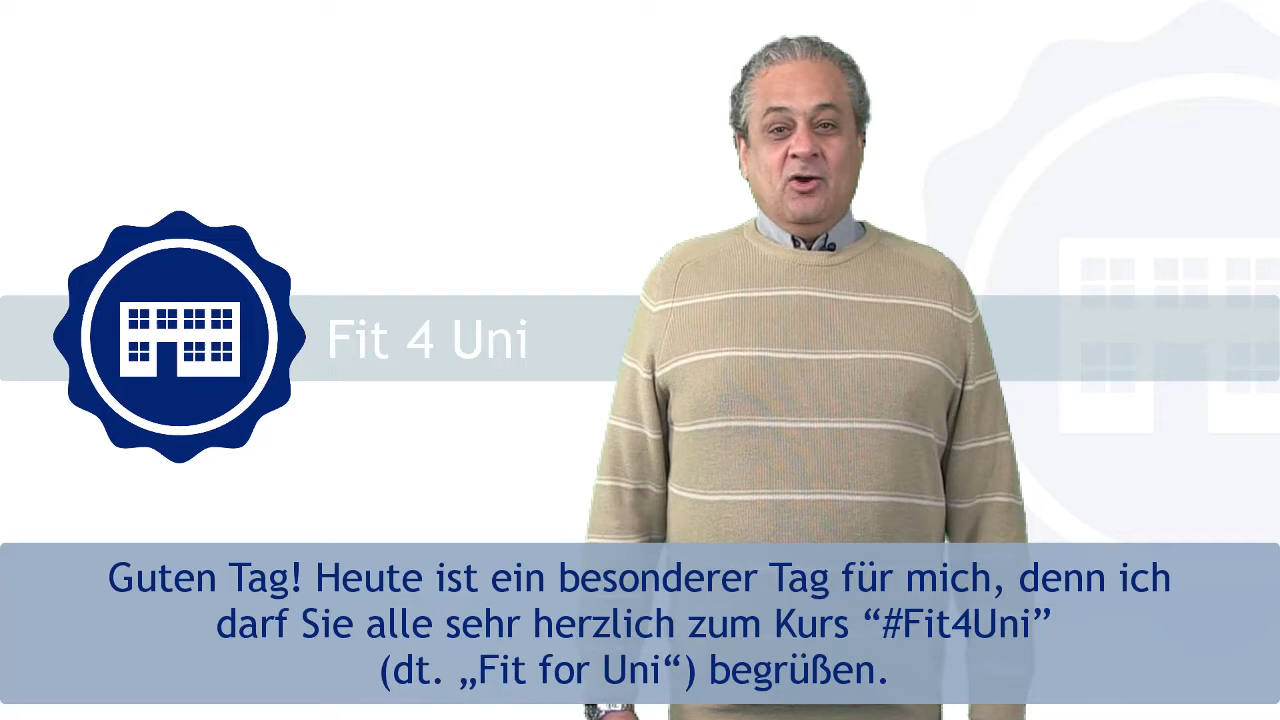 Fit 4 Uni
Guten Tag! Heute ist ein besonderer Tag für mich, denn ich
darf Sie alle sehr herzlich zum Kurs “#Fit4Uni”
(dt. „Fit for Uni“) begrüßen.